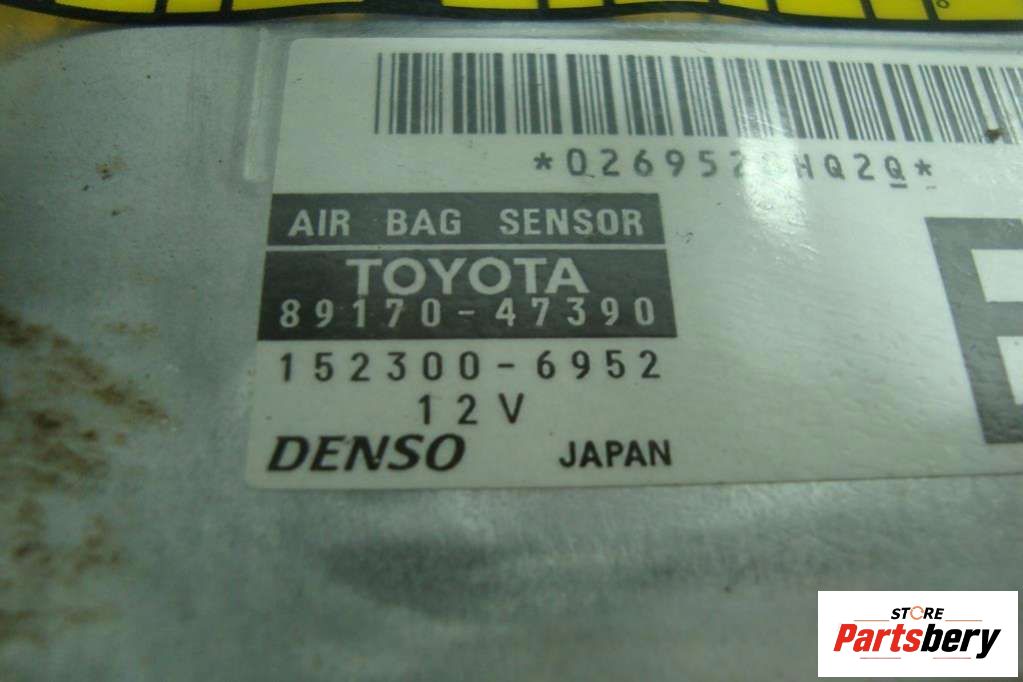 AIR BAG SENSOR
TOYOTA
89170-47390
152300-6952
12V
DENSO JAPAN
STORE
Partsbery